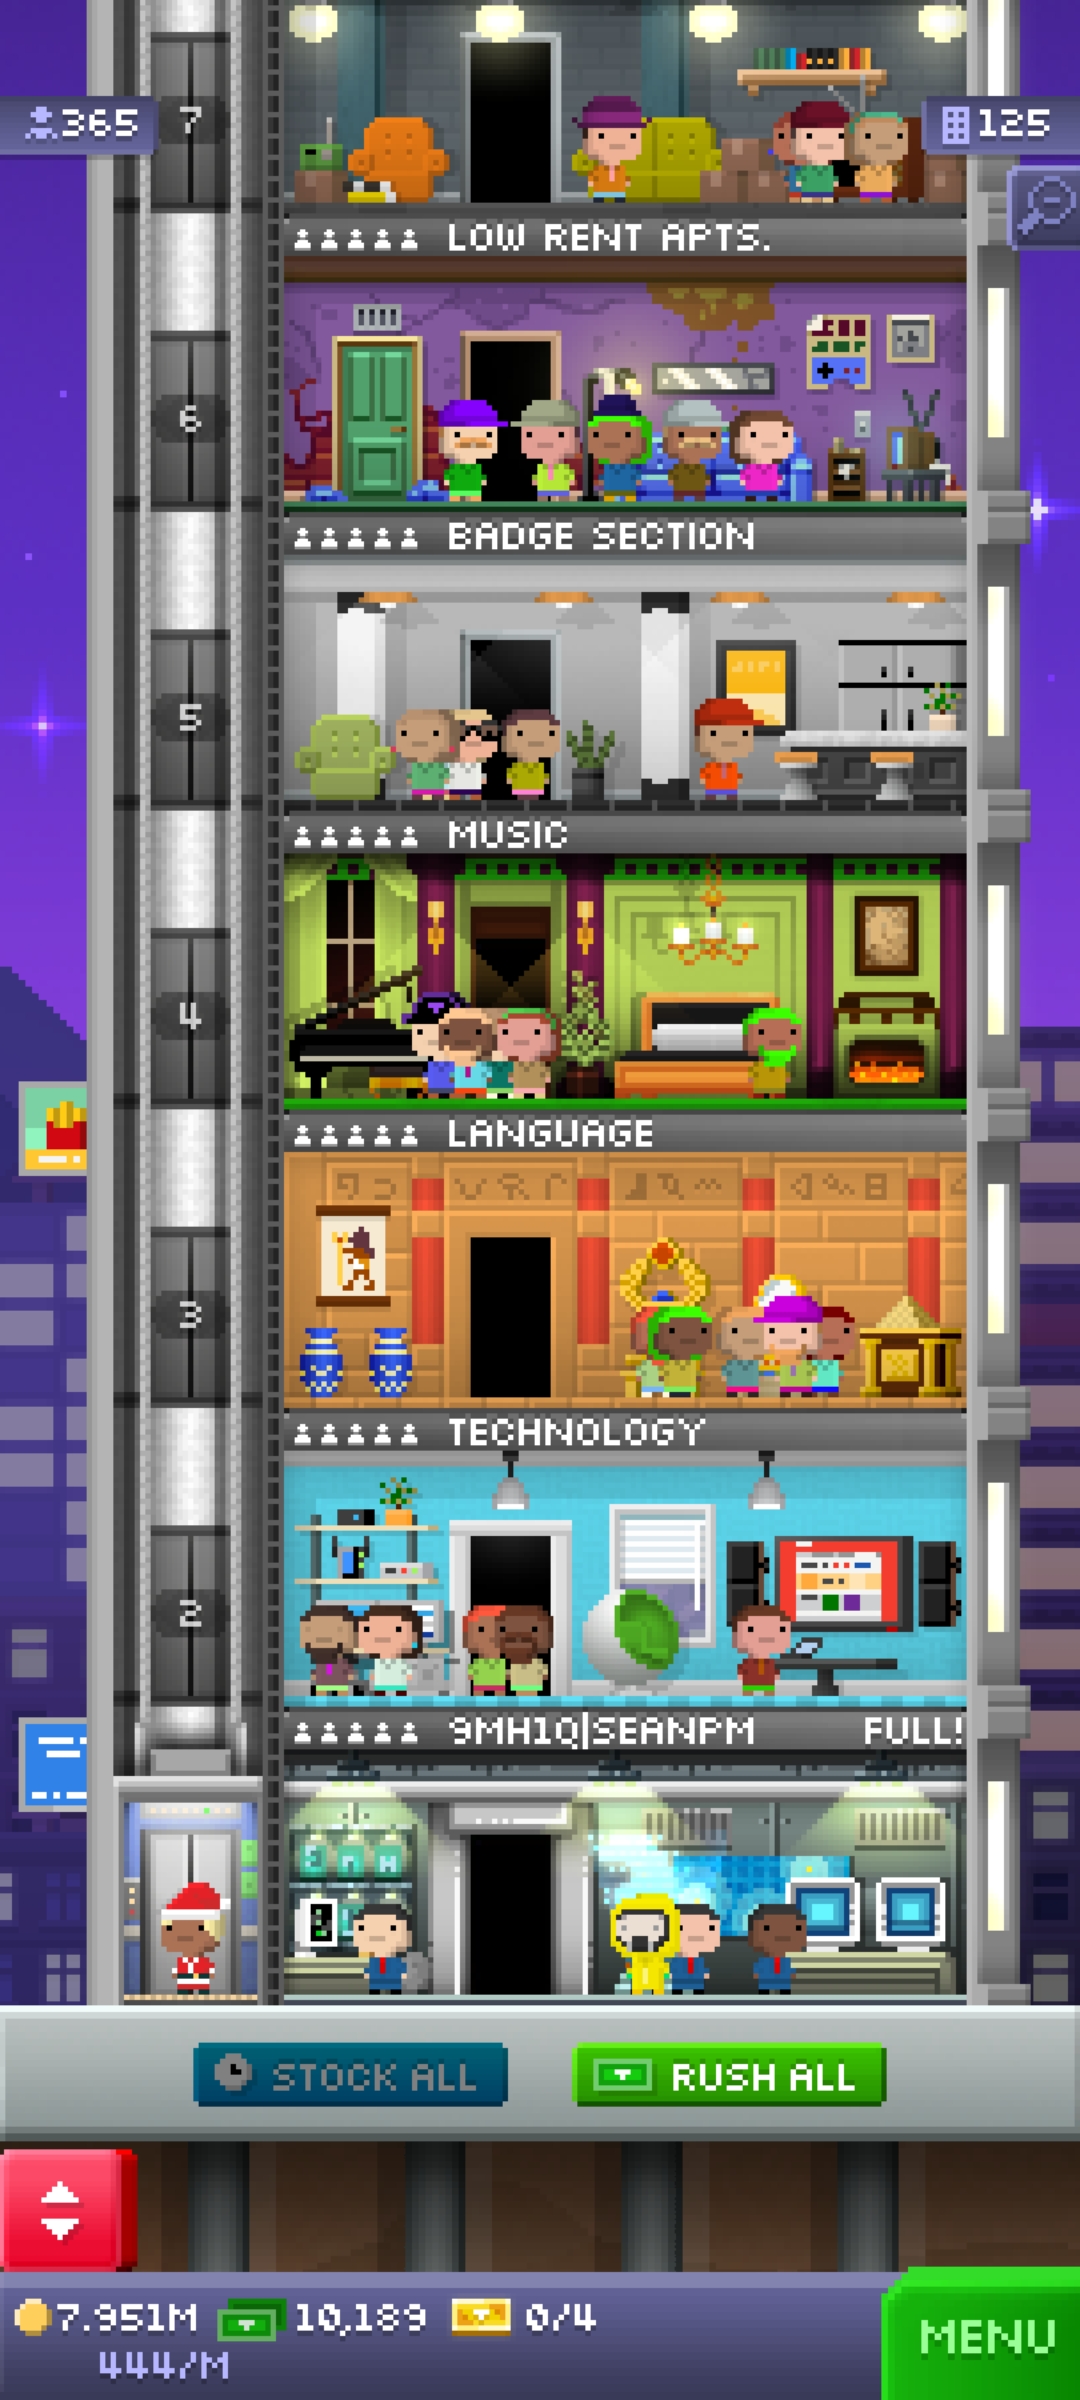 7
365
125
LOW RENT APTS.
6
BADGE SECTION
5
MUSIC
4
LANGUAGE
3
TECHNOLOGY
2
9MH1Q|SEANPM FULL!
STOCK ALL
RUSH ALL
7.951M 10,189 0/4
444/M
MENU